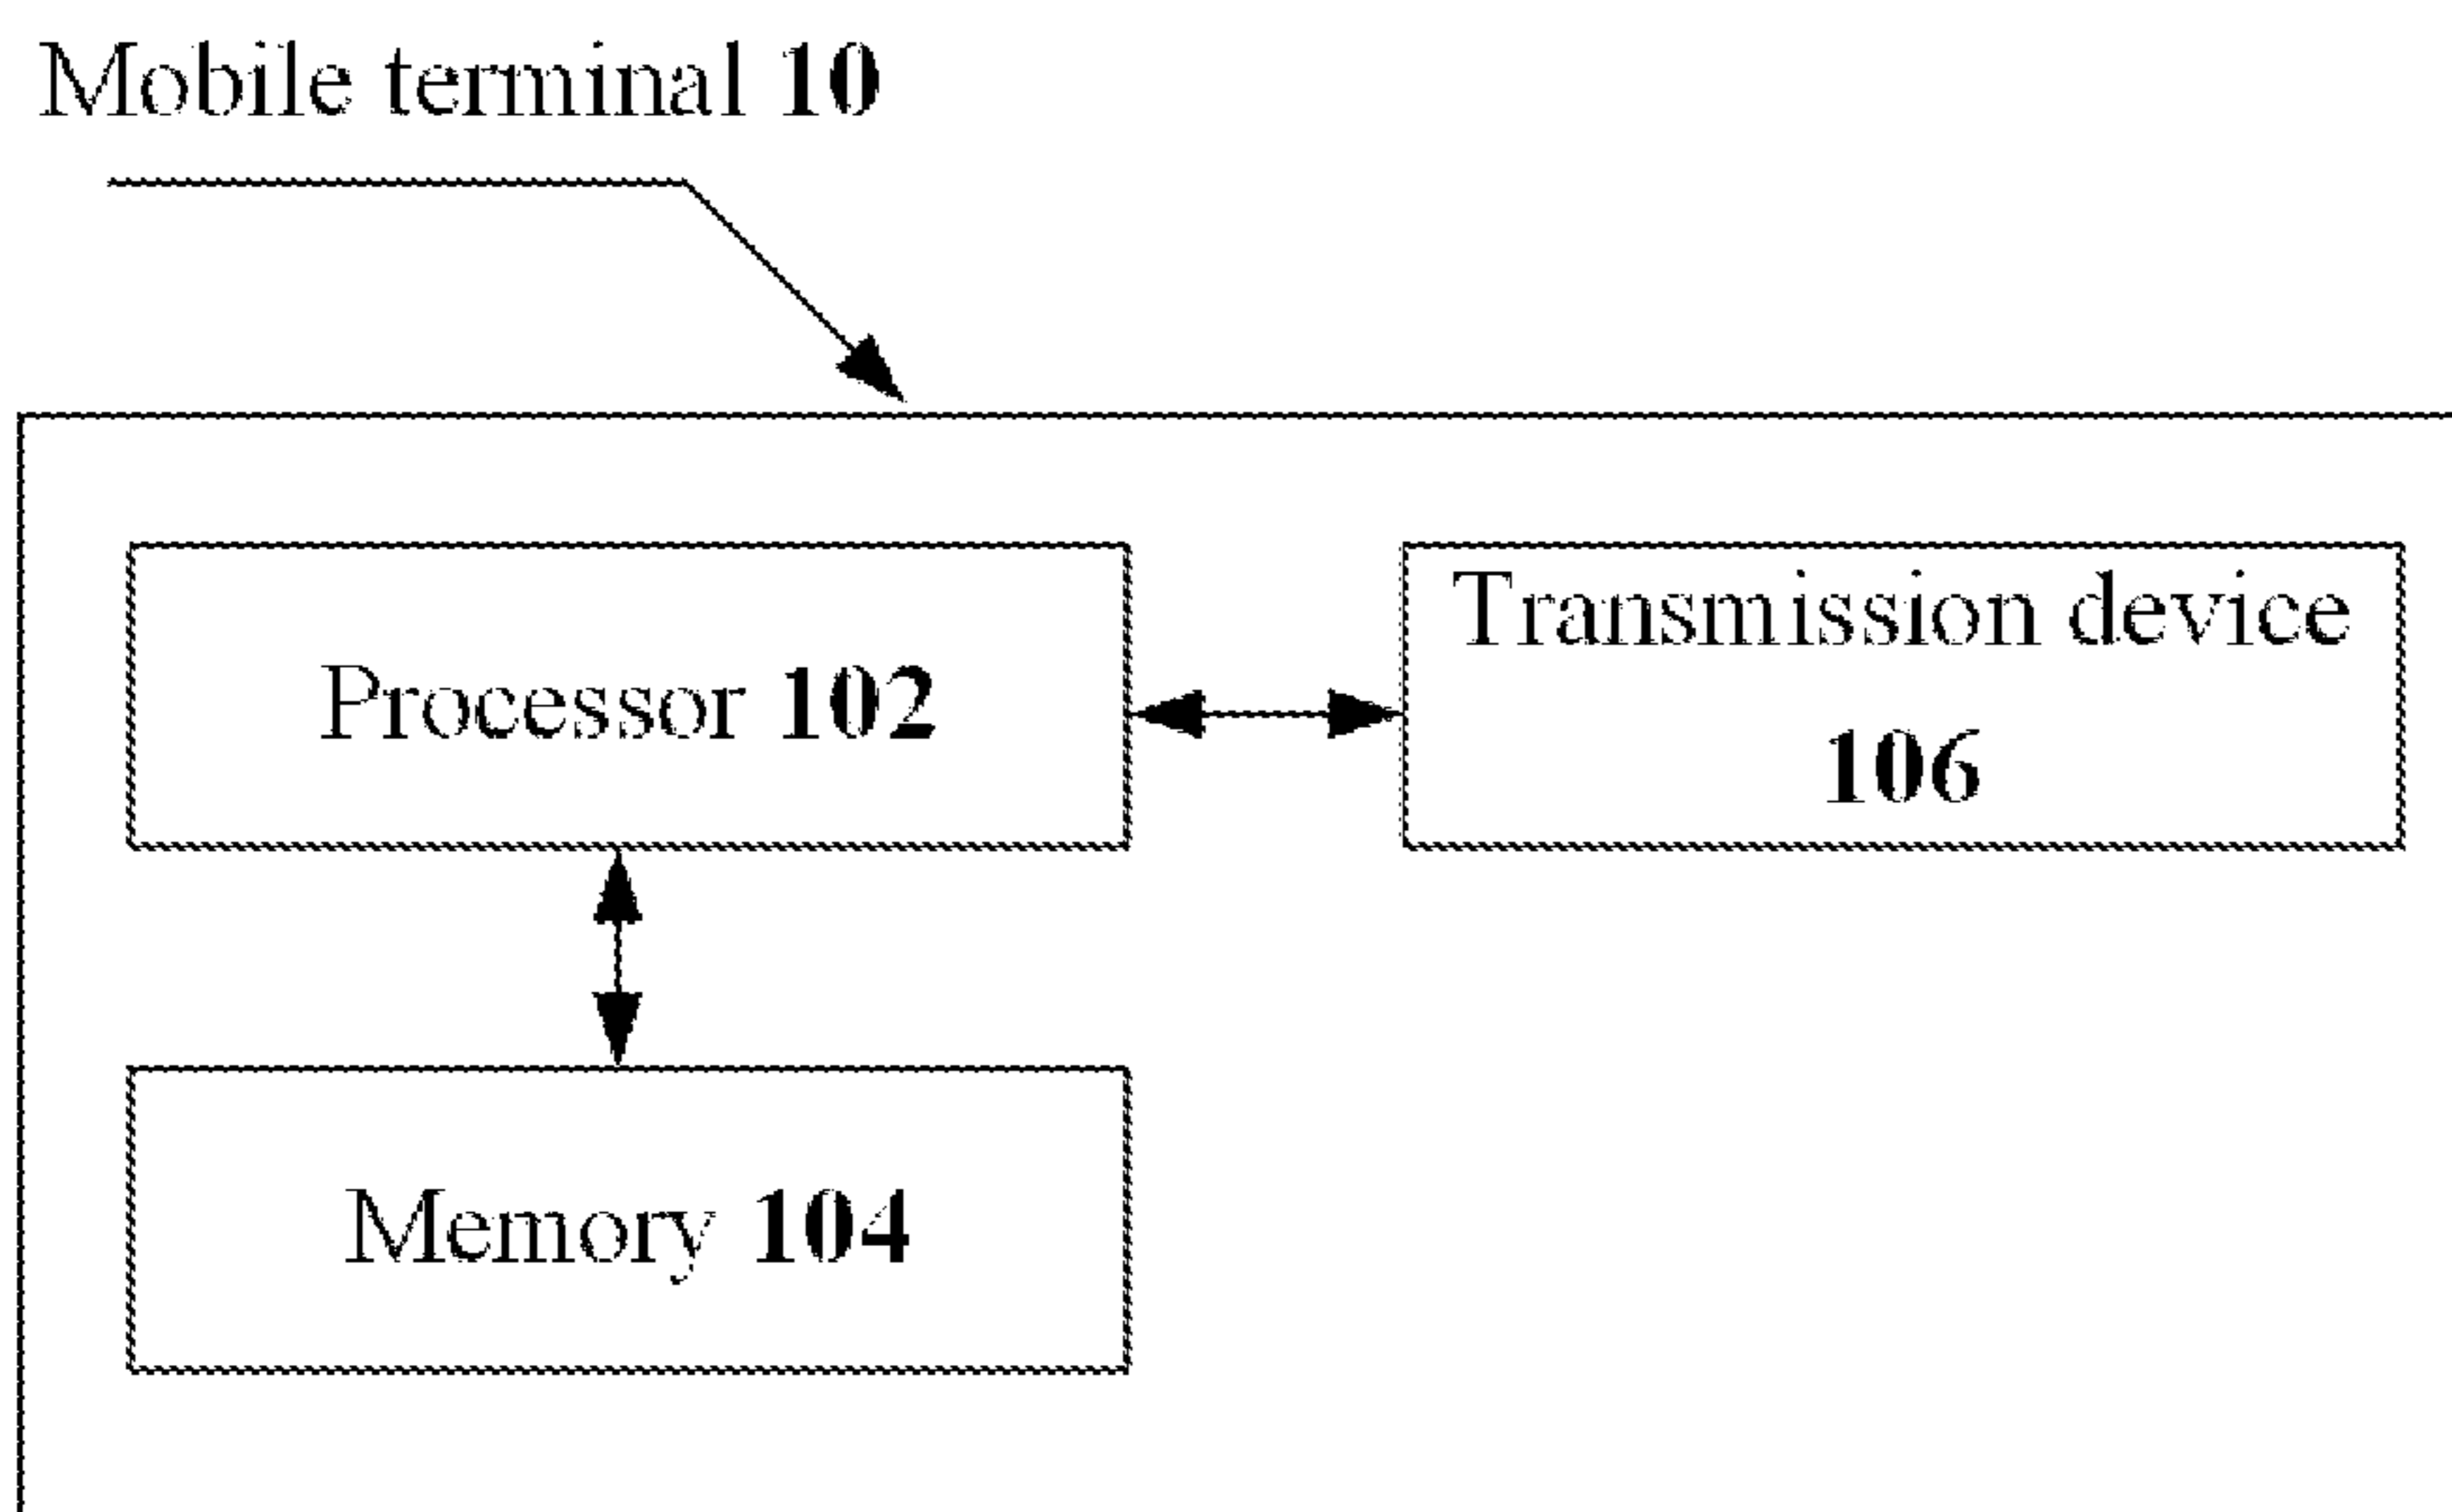 Mobile terminal 10
Processor 102
Transmission device
106
Memory 104